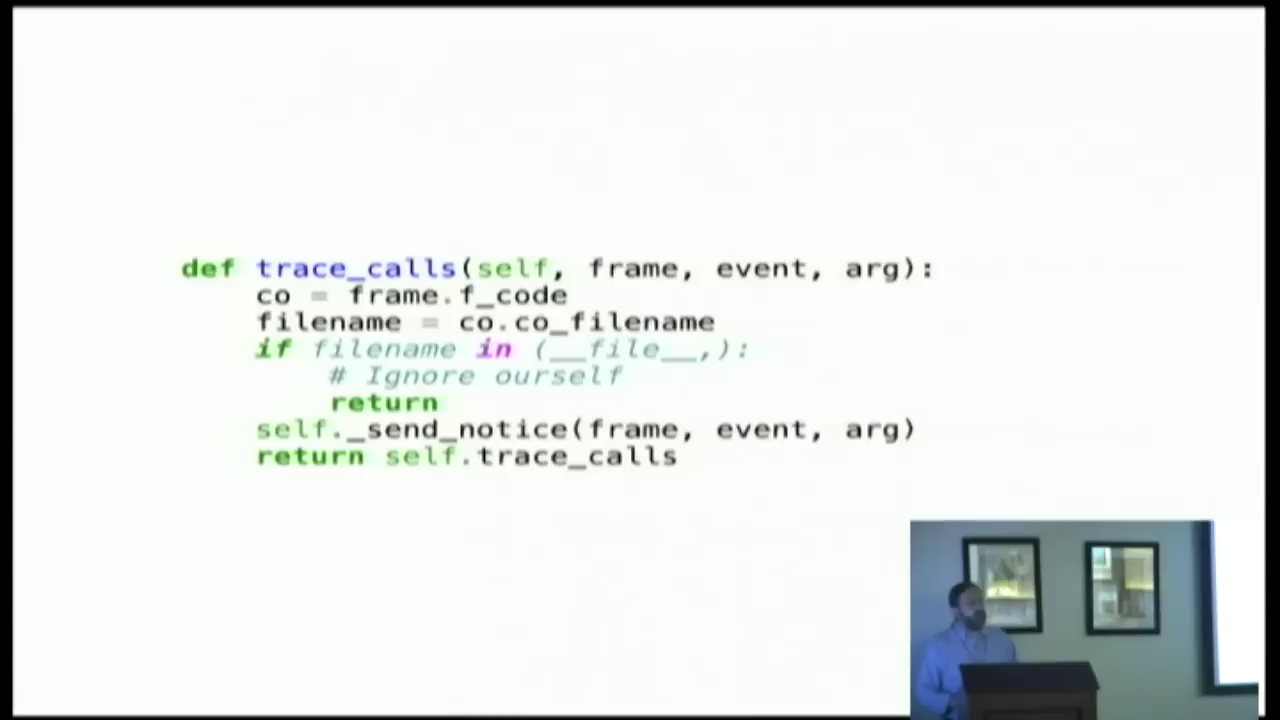 def trace_calls(self, frame, event, arg):
    co = frame.f_code
    filename = co.co_filename
    if filename in (__file__,):
        # Ignore ourself
        return
    self._send_notice(frame, event, arg)
    return self.trace_calls